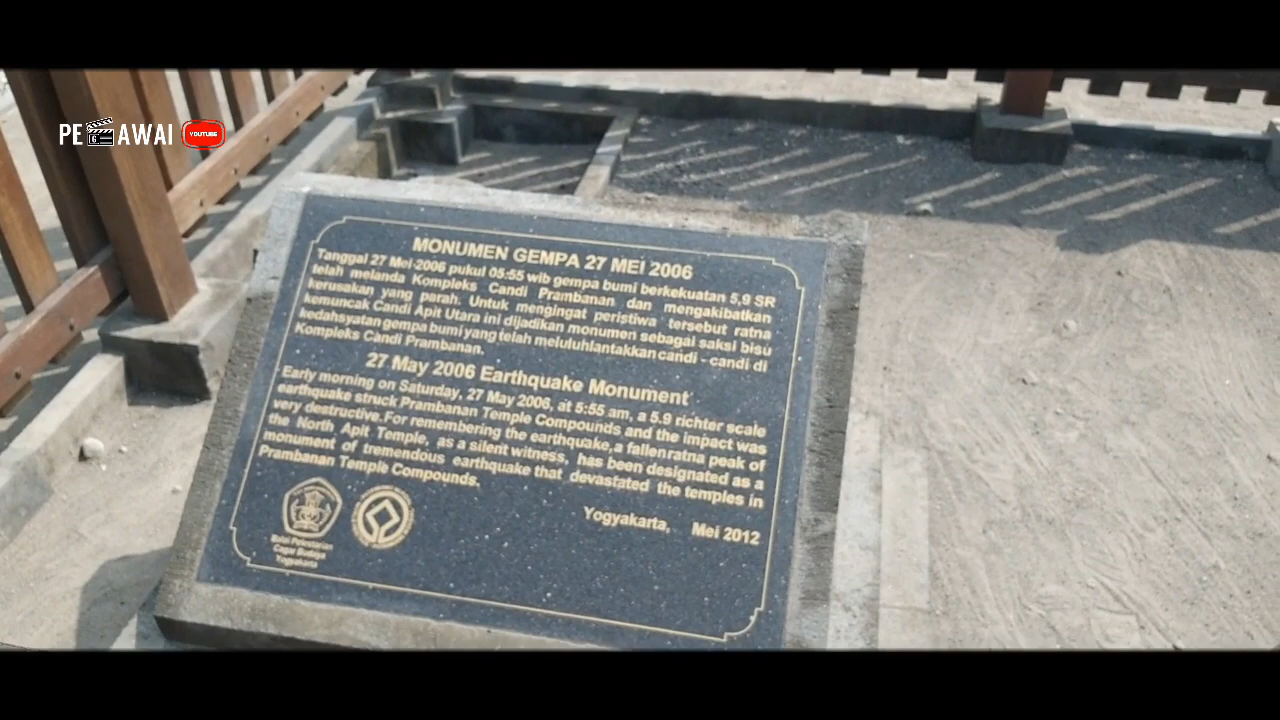 PE AWAI
YOUTUBE
MONUMEN GEMPA 27 MEI 2006
Tanggal 27 Mei 2006 pukul 05:55 wib gempa bumi berkekuatan 5,9 SR
telah melanda Kompleks Candi Prambanan dan mengakibatkan
kerusakan yang parah. Untuk mengingat peristiwa tersebut ratna
kemuncak Candi Apit Utara ini dijadikan monumen sebagai saksi bisu
kedahsyatan gempa bumi yang telah meluluhlantakkan candi - candi di
Kompleks Candi Prambanan.
27 May 2006 Earthquake Monument
Early morning on Saturday, 27 May 2006, at 5:55 am, a 5.9 richter scale
earthquake struck Prambanan Temple Compounds and the impact was
very destructive. For remembering the earthquake, a fallen ratna peak of
the North Apit Temple, as a silent witness, has been designated as a
monument of tremendous earthquake that devastated the temples in
Prambanan Temple Compounds.
Yogyakarta, Mei 2012
Balai Pelestarian
Cagar Budaya
Yogyakarta